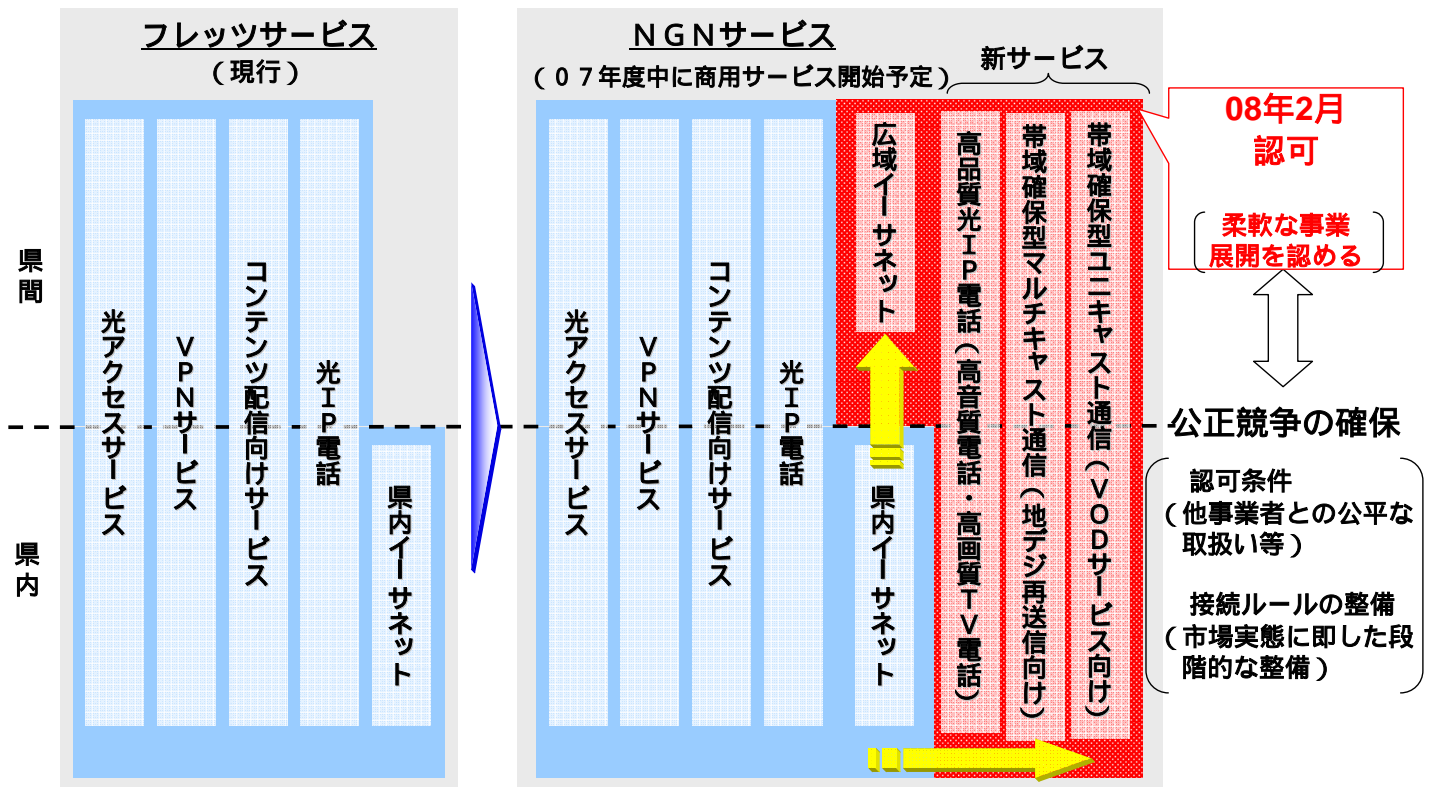 フレッツサービス
（現行）
県間
県内
光アクセスサービス
ＶＰＮサービス
コンテンツ配信向けサービス
光ＩＰ電話
県内イーサネット
ＮＧＮサービス
（０７年度中に商用サービス開始予定）
新サービス
光アクセスサービス
ＶＰＮサービス
コンテンツ配信向けサービス
光ＩＰ電話
広域イーサネット
県内イーサネット
高品質光ＩＰ電話（高音質電話・高画質ＴＶ電話）
帯域確保型マルチキャスト通信（地デジ再送信向け）
帯域確保型ユニキャスト通信（ＶＯＤサービス向け）
08年2月
認可
柔軟な事業
展開を認める
公正競争の確保
認可条件
（他事業者との公平な
取扱い等）
接続ルールの整備
（市場実態に即した段
階的な整備）